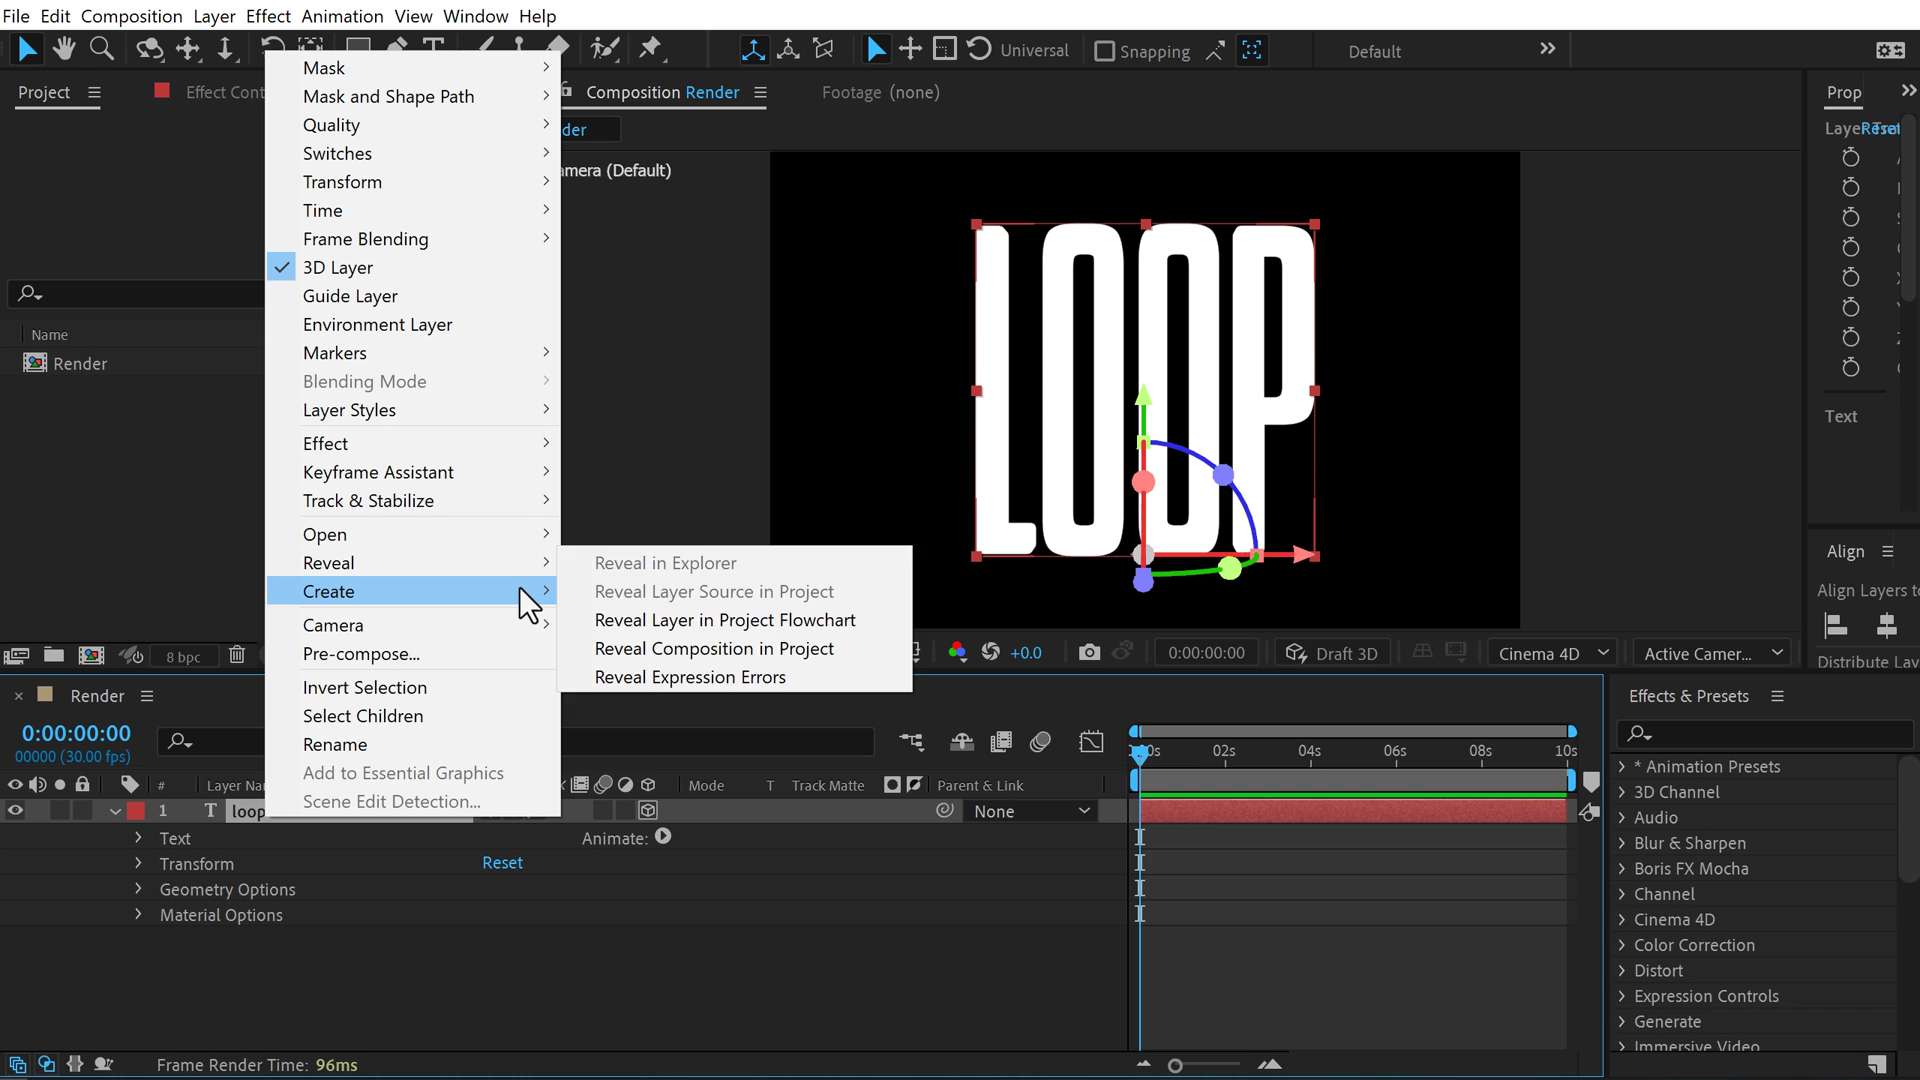 File Edit Composition Layer Effect Animation View Window Help
Universal Snapping Default
Project Effect Cont Composition Render Footage (none) Prop
der
amera (Default)
Mask
Mask and Shape Path
Quality
Switches
Transform
Time
Frame Blending
3D Layer
Guide Layer
Environment Layer
Markers
Blending Mode
Layer Styles
Effect
Keyframe Assistant
Track & Stabilize
Open
Reveal
Create
Camera
Pre-compose...
Invert Selection
Select Children
Rename
Add to Essential Graphics
Scene Edit Detection...
Reveal in Explorer
Reveal Layer Source in Project
Reveal Layer in Project Flowchart
Reveal Composition in Project
Reveal Expression Errors
Name
Render
8 bpc
LOOP
+0.0 0:00:00:00 Draft 3D Cinema 4D Active Camer...
Text
Align
Align Layers to
Distribute Lay
Render
0:00:00:00
00000 (30.00 fps)
# Layer Na Mode T Track Matte Parent & Link
02s 04s 06s 08s 10s
1 T loop None
Text Animate:
Transform Reset
Geometry Options
Material Options
Frame Render Time: 96ms
Effects & Presets
* Animation Presets
3D Channel
Audio
Blur & Sharpen
Boris FX Mocha
Channel
Cinema 4D
Color Correction
Distort
Expression Controls
Generate
Immersive Video